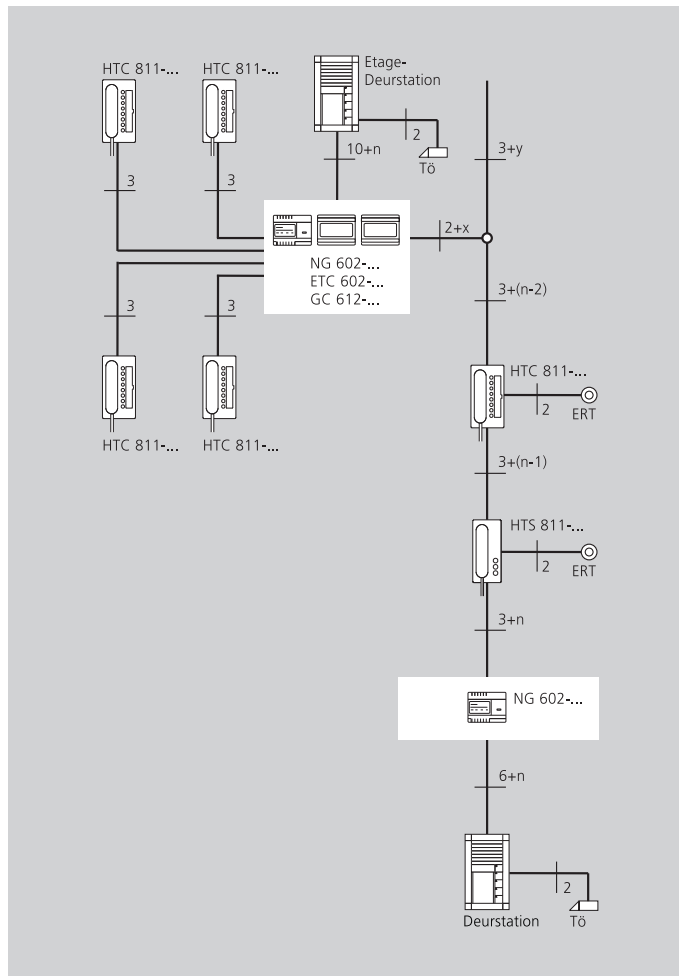 HTC 811-...
HTC 811-...
Etage-
Deurstation
2
Tö
10+n
3+y
3
3
2+x
NG 602-...
ETC 602-...
GC 612-...
3+(n-2)
3
3
HTC 811-...
2
ERT
HTC 811-...
HTC 811-...
3+(n-1)
HTS 811-...
2
ERT
3+n
NG 602-...
6+n
2
Deurstation
Tö